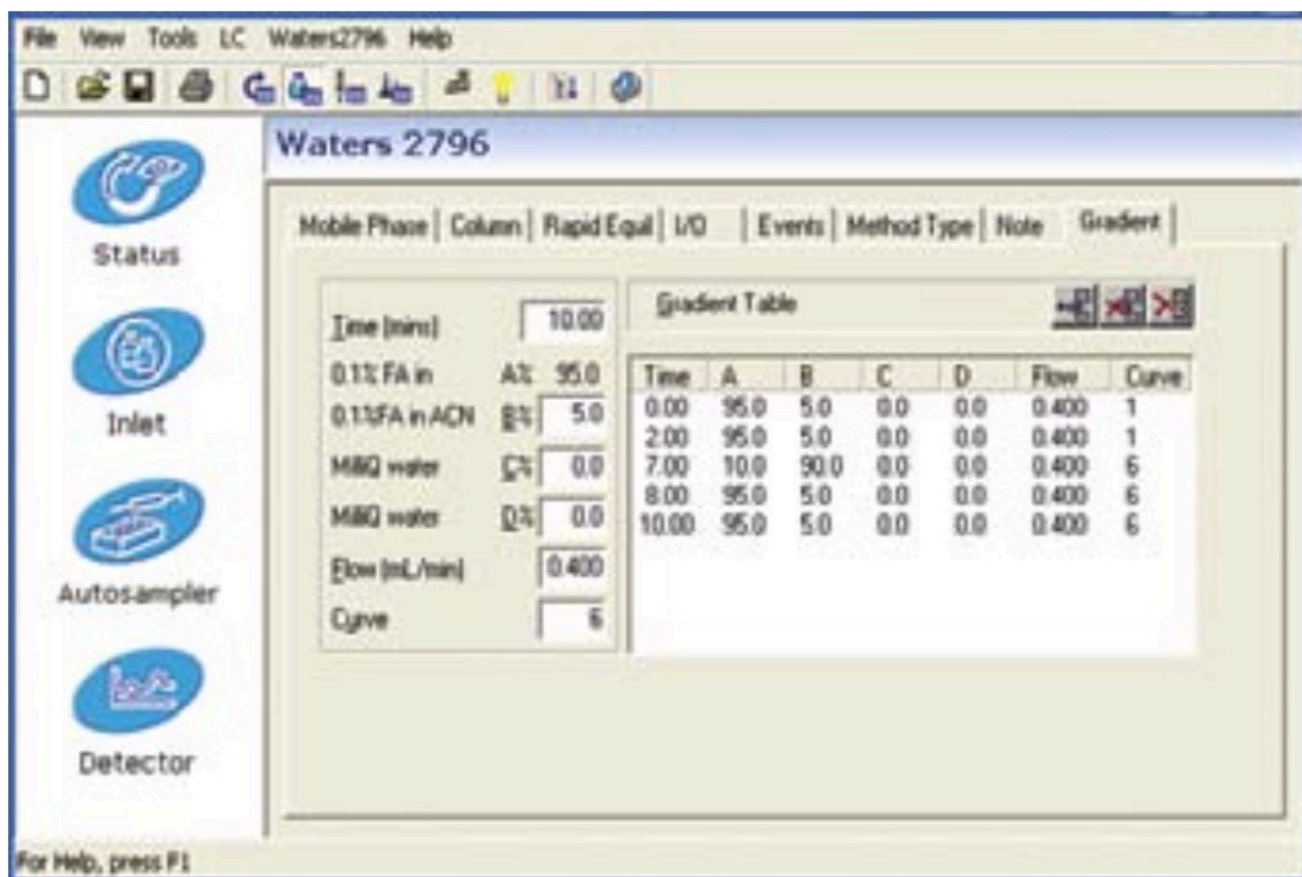 File View Tools LC Waters2796 Help
Waters 2796
Status
Inlet
Autosampler
Detector
Mobile Phase Column Rapid Equil I/O Events Method Type Note Gradient
Time (mins) 10.00
0.1% FA in A% 95.0
0.1%FA in ACN B% 5.0
MilliQ water C% 0.0
MilliQ water D% 0.0
Flow (mL/min) 0.400
Curve 6
Gradient Table
Time A B C D Flow Curve
0.00 95.0 5.0 0.0 0.0 0.400 1
2.00 95.0 5.0 0.0 0.0 0.400 1
7.00 10.0 90.0 0.0 0.0 0.400 6
8.00 95.0 5.0 0.0 0.0 0.400 6
10.00 95.0 5.0 0.0 0.0 0.400 6
For Help, press F1